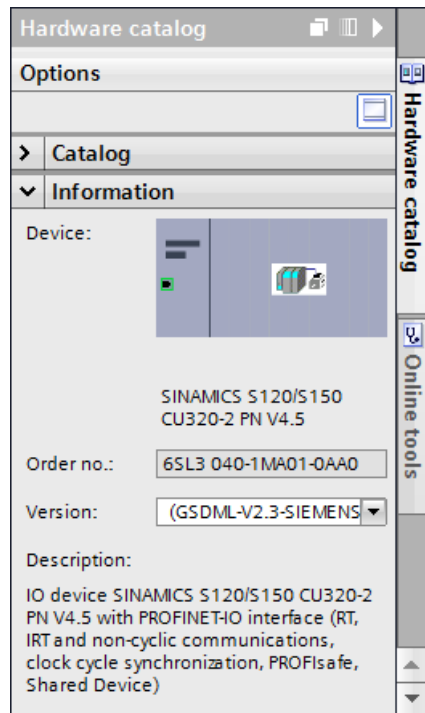 Hardware catalog
Options
Catalog
Information
Device:
SINAMICS S120/S150
CU320-2 PN V4.5
Order no.: 6SL3 040-1MA01-0AA0
Version: (GSDML-V2.3-SIEMENS
Description:
IO device SINAMICS S120/S150 CU320-2
PN V4.5 with PROFINET-IO interface (RT,
IRT and non-cyclic communications,
clock cycle synchronization, PROFIsafe,
Shared Device)
Hardware catalog
Online tools